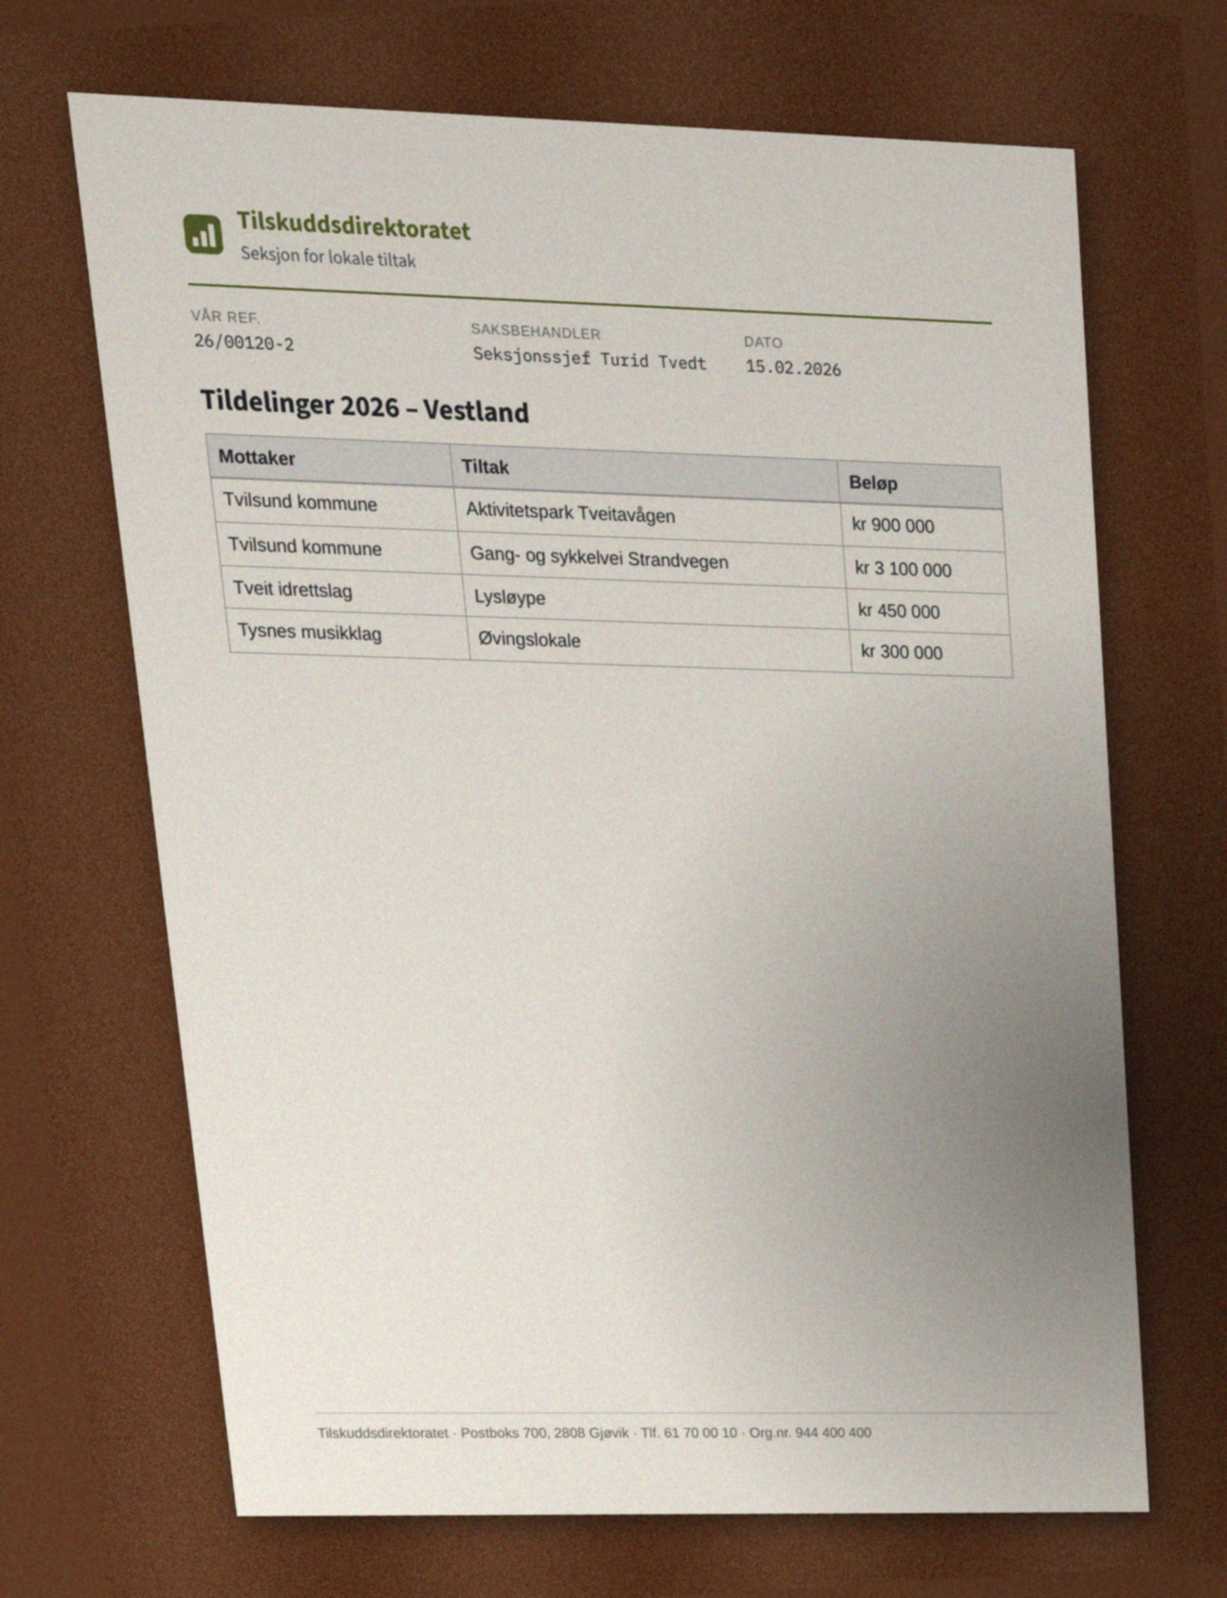 Tilskuddsdirektoratet
Seksjon for lokale tiltak
VÅR REF. SAKSBEHANDLER DATO
26/00120-2 Seksjonssjef Turid Tvedt 15.02.2026
Tildelinger 2026 – Vestland
Mottaker Tiltak Beløp
Tvilsund kommune Aktivitetspark Tveitavågen kr 900 000
Tvilsund kommune Gang- og sykkelvei Strandvegen kr 3 100 000
Tveit idrettslag Lysløype kr 450 000
Tysnes musikklag Øvingslokale kr 300 000
Tilskuddsdirektoratet · Postboks 700, 2808 Gjøvik · Tlf. 61 70 00 10 · Org.nr. 944 400 400